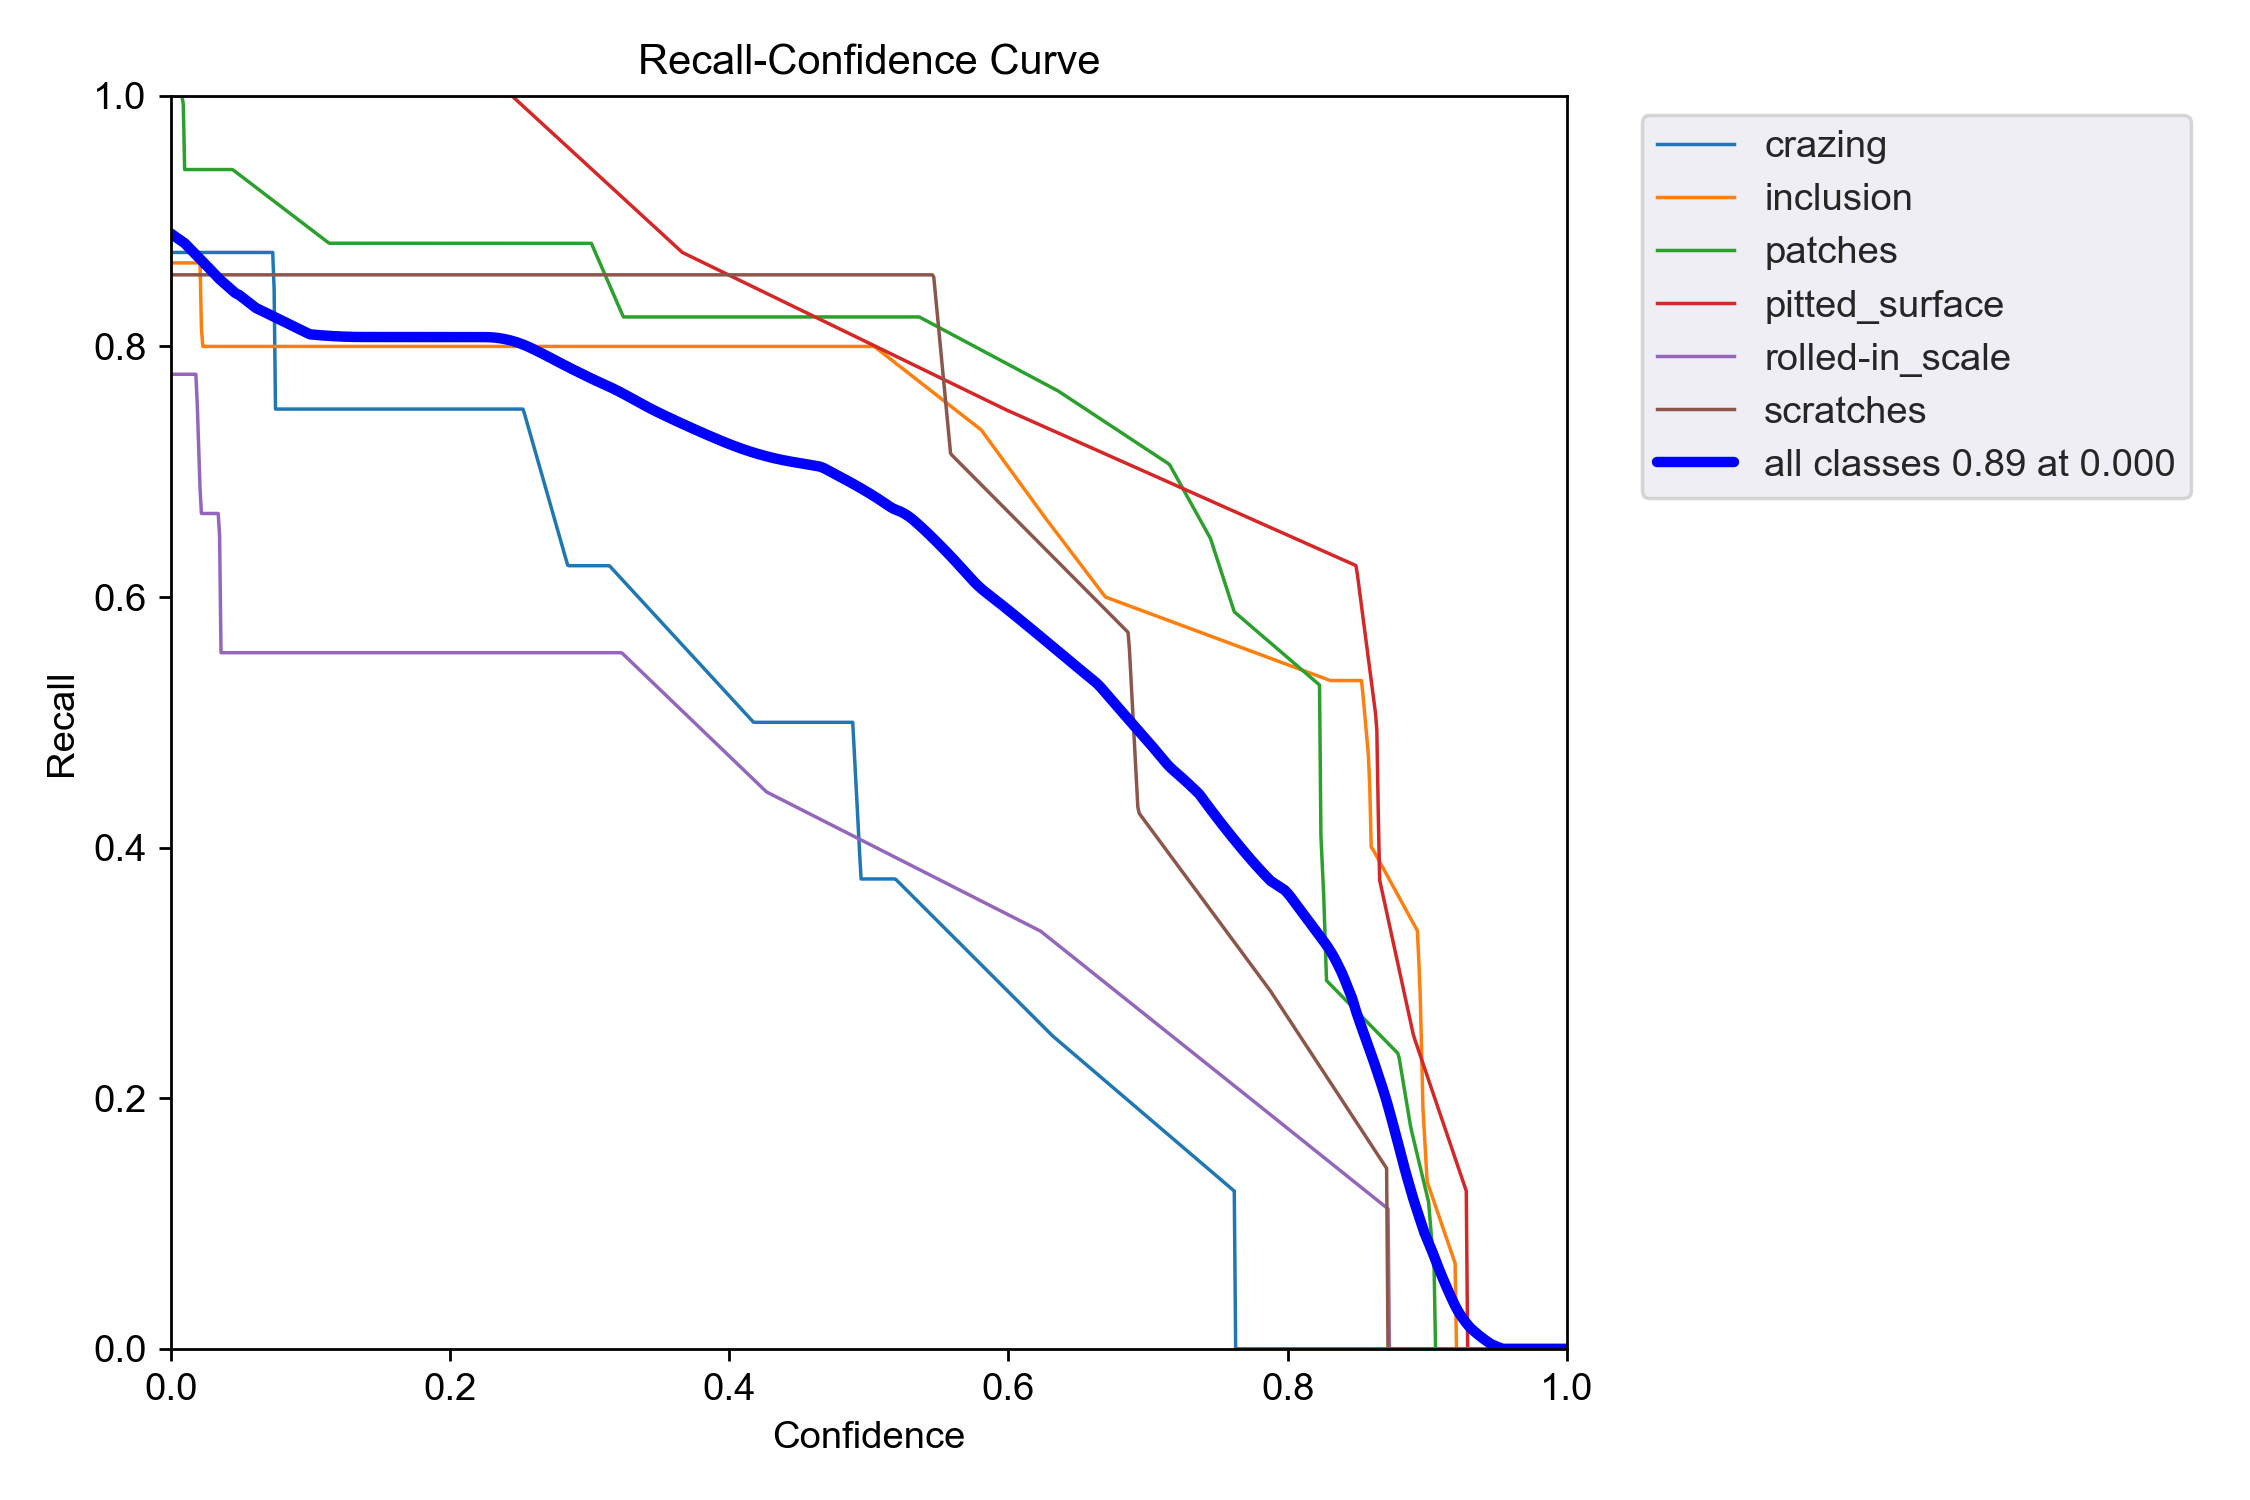 Recall-Confidence Curve
1.0
0.8
0.6
0.4
0.2
0.0
Recall
0.0 0.2 0.4 0.6 0.8 1.0
Confidence
crazing
inclusion
patches
pitted_surface
rolled-in_scale
scratches
all classes 0.89 at 0.000